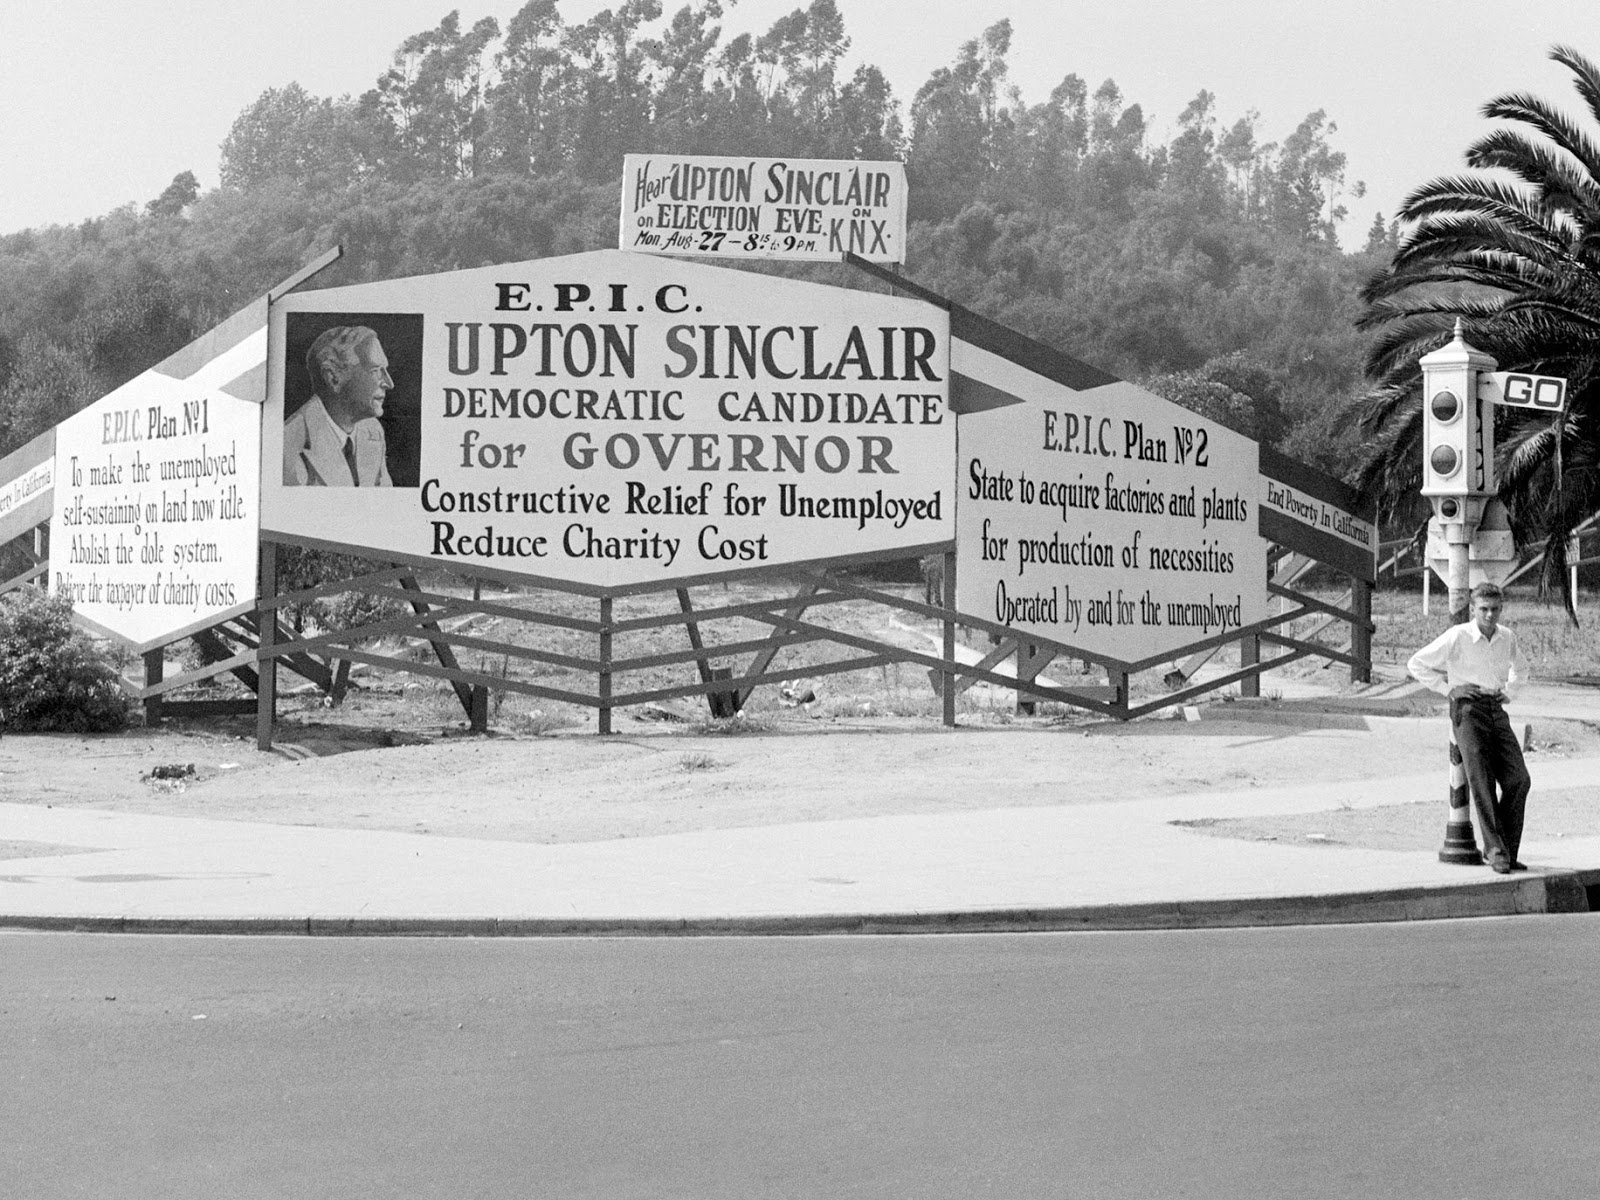 Hear UPTON SINCLAIR
on ELECTION EVE. ON KNX.
Mon. Aug-27-8:15 to 9 P.M.
E.P.I.C.
UPTON SINCLAIR
DEMOCRATIC CANDIDATE
for GOVERNOR
Constructive Relief for Unemployed
Reduce Charity Cost
In California
E.P.I.C. Plan No. 1
To make the unemployed
self-sustaining on land now idle.
Abolish the dole system.
Relieve the taxpayer of charity costs.
E.P.I.C. Plan No. 2
State to acquire factories and plants
for production of necessities
Operated by and for the unemployed
End Poverty In California
GO